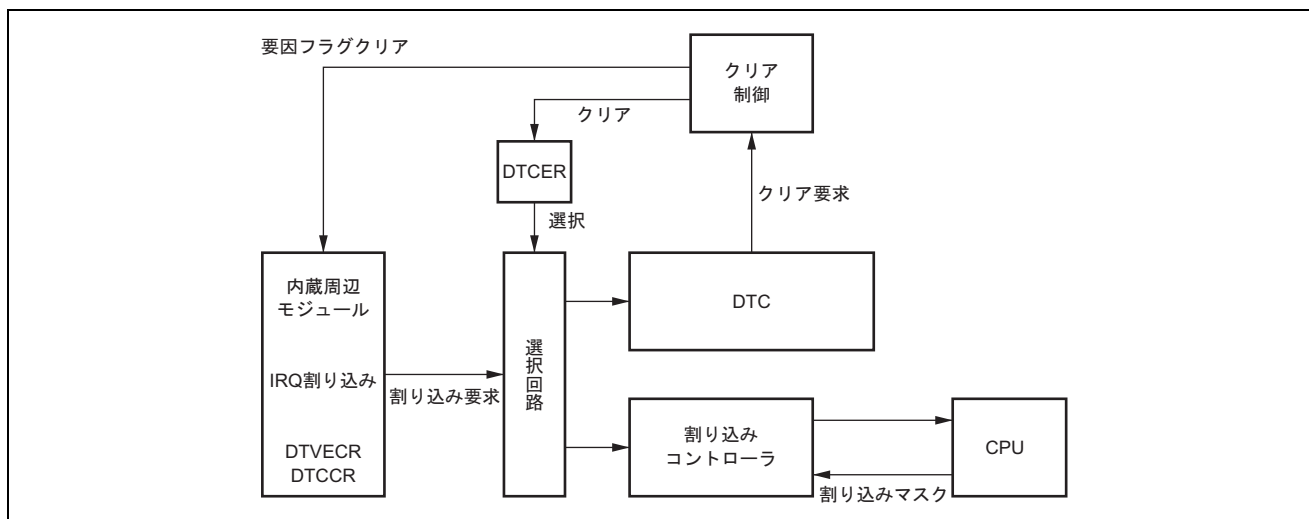 要因フラグクリア
クリア
制御
クリア
DTCER
クリア要求
選択
内蔵周辺
モジュール
DTC
選択回路
IRQ割り込み
割り込み要求
割り込み
コントローラ
CPU
DTVECR
DTCCR
割り込みマスク